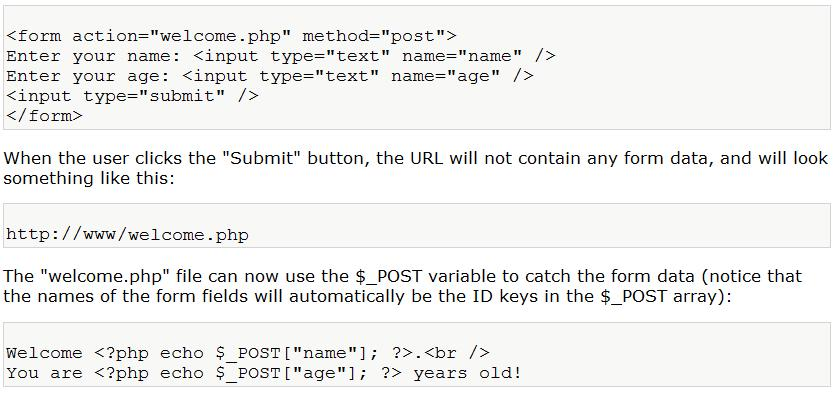 <form action="welcome.php" method="post">
Enter your name: <input type="text" name="name" />
Enter your age: <input type="text" name="age" />
<input type="submit" />
</form>
When the user clicks the "Submit" button, the URL will not contain any form data, and will look
something like this:
http://www/welcome.php
The "welcome.php" file can now use the $_POST variable to catch the form data (notice that
the names of the form fields will automatically be the ID keys in the $_POST array):
Welcome <?php echo $_POST["name"]; ?>.<br />
You are <?php echo $_POST["age"]; ?> years old!